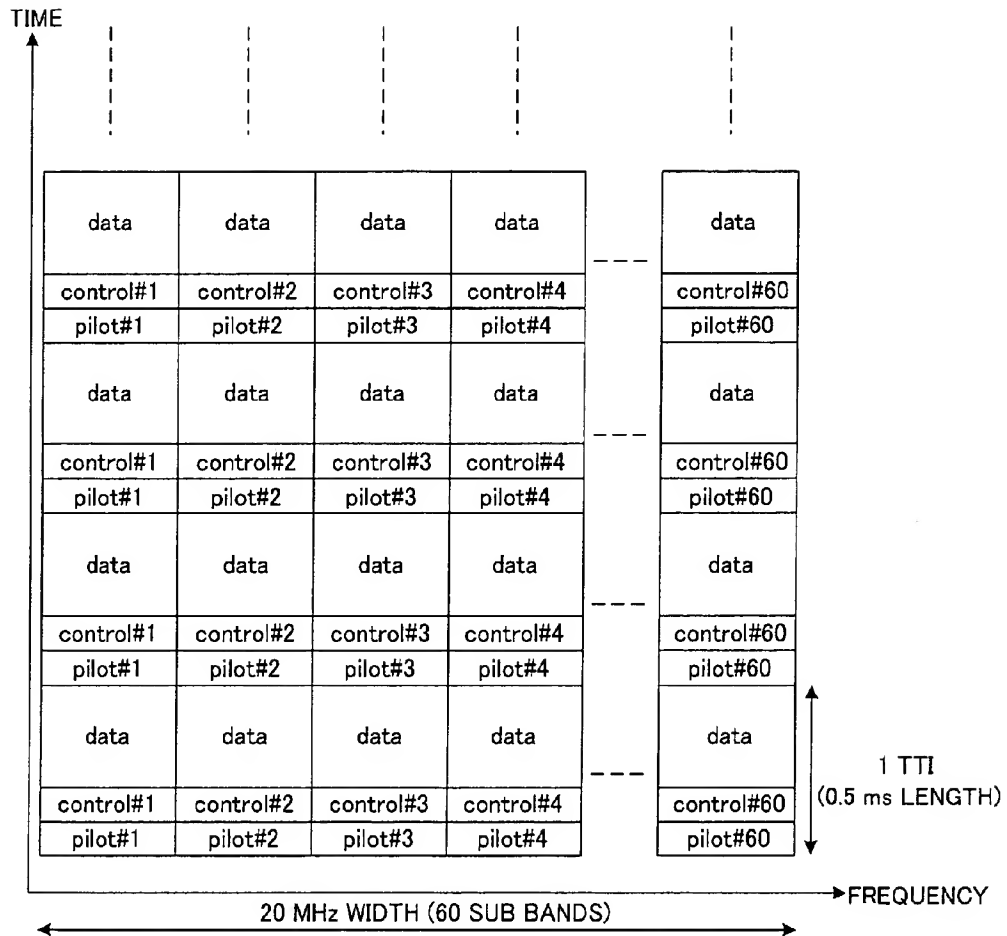 TIME
data data data data data
control#1 control#2 control#3 control#4 control#60
pilot#1 pilot#2 pilot#3 pilot#4 pilot#60
data data data data data
control#1 control#2 control#3 control#4 control#60
pilot#1 pilot#2 pilot#3 pilot#4 pilot#60
data data data data data
control#1 control#2 control#3 control#4 control#60
pilot#1 pilot#2 pilot#3 pilot#4 pilot#60
data data data data data
control#1 control#2 control#3 control#4 control#60
pilot#1 pilot#2 pilot#3 pilot#4 pilot#60
1 TTI
(0.5 ms LENGTH)
FREQUENCY
20 MHz WIDTH (60 SUB BANDS)